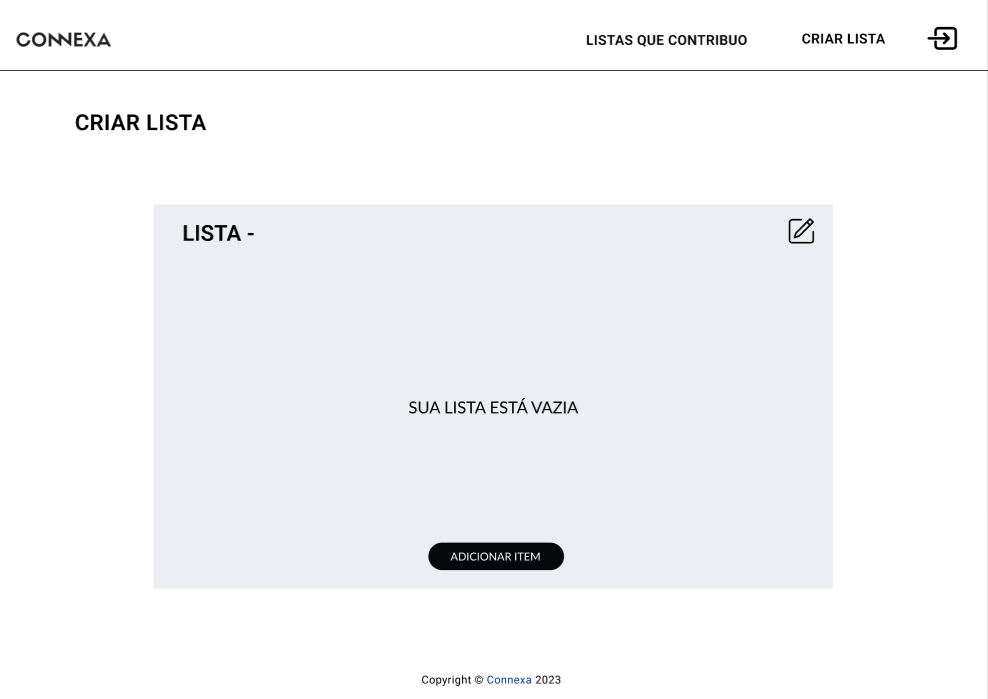 CONNEXA
LISTAS QUE CONTRIBUO
CRIAR LISTA
CRIAR LISTA
LISTA -
SUA LISTA ESTÁ VAZIA
ADICIONAR ITEM
Copyright © Connexa 2023